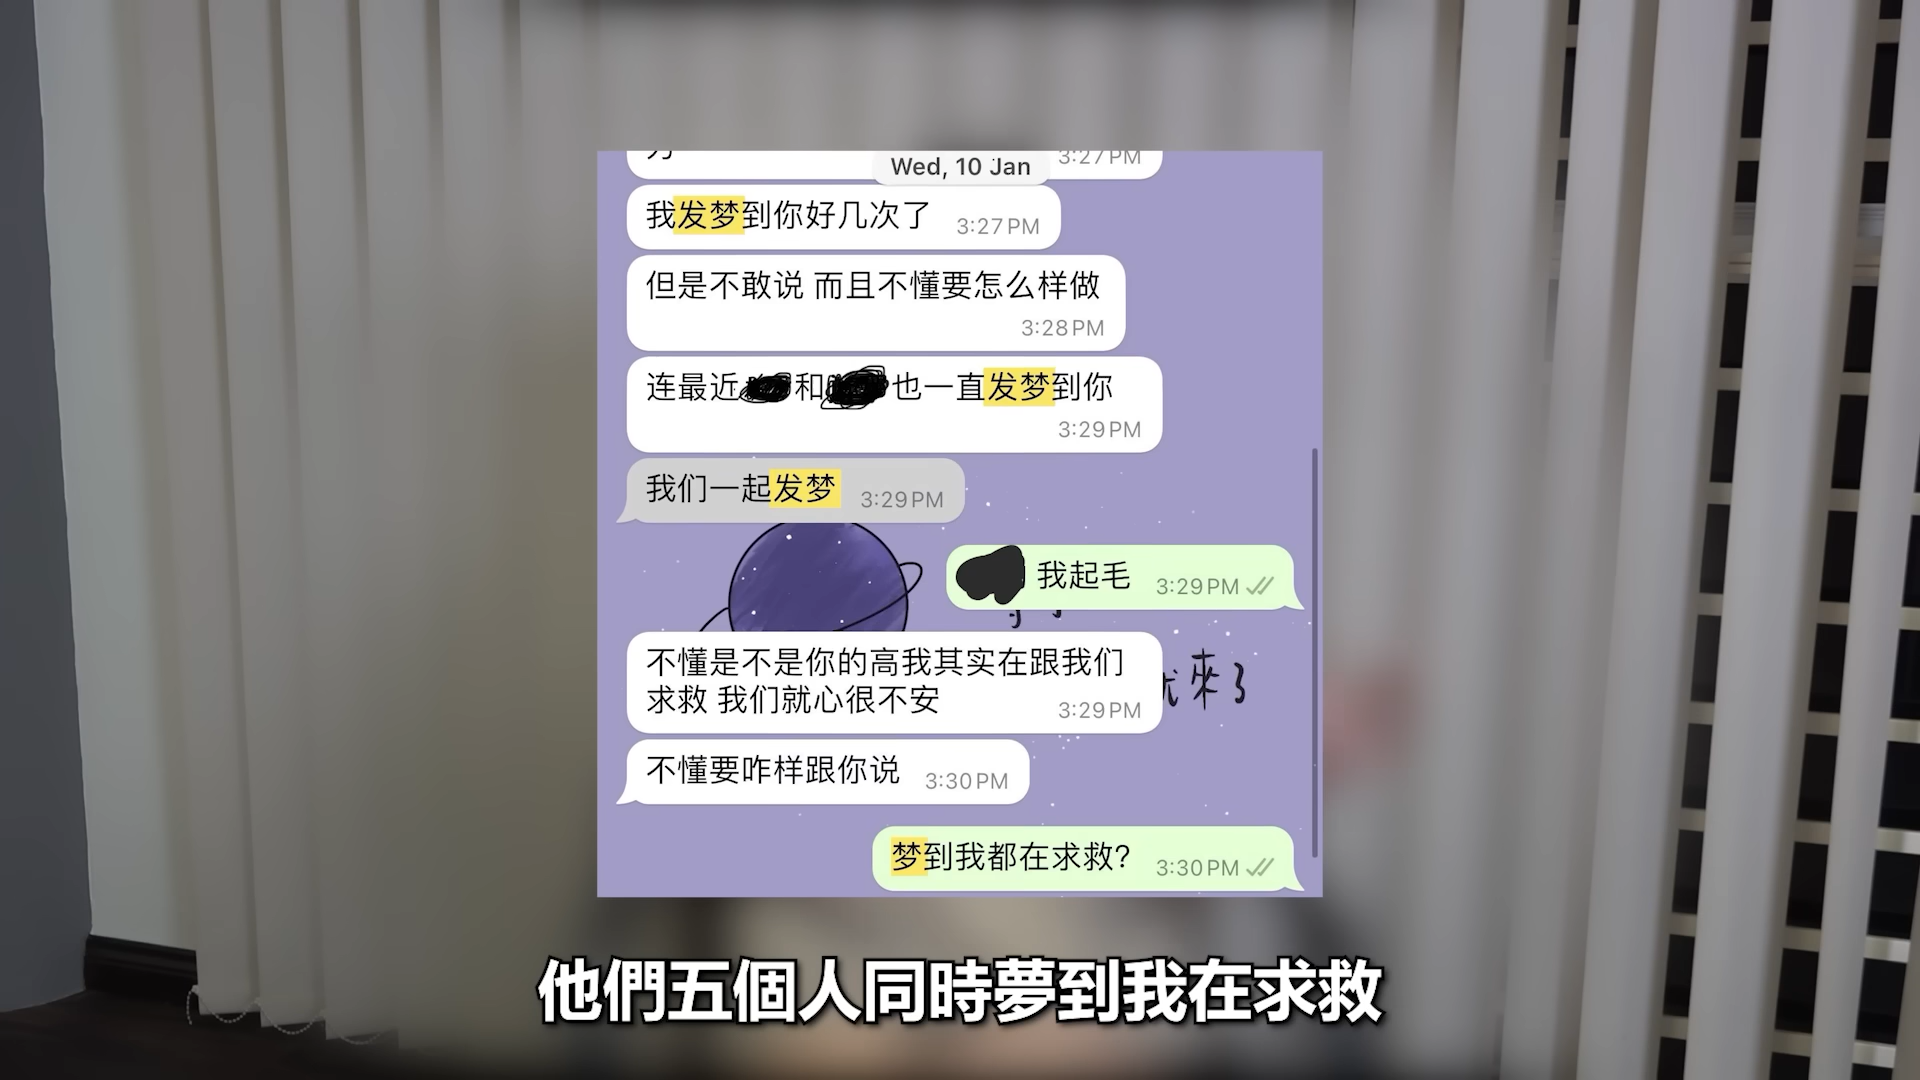 3:27 PM
Wed, 10 Jan
我发梦到你好几次了 3:27 PM
但是不敢说 而且不懂要怎么样做
3:28 PM
连最近 和 也一直发梦到你
3:29 PM
我们一起发梦 3:29 PM
我起毛 3:29 PM
不懂是不是你的高我其实在跟我们
求救 我们就心很不安 3:29 PM
來了
不懂要咋样跟你说 3:30 PM
梦到我都在求救? 3:30 PM
他們五個人同時夢到我在求救